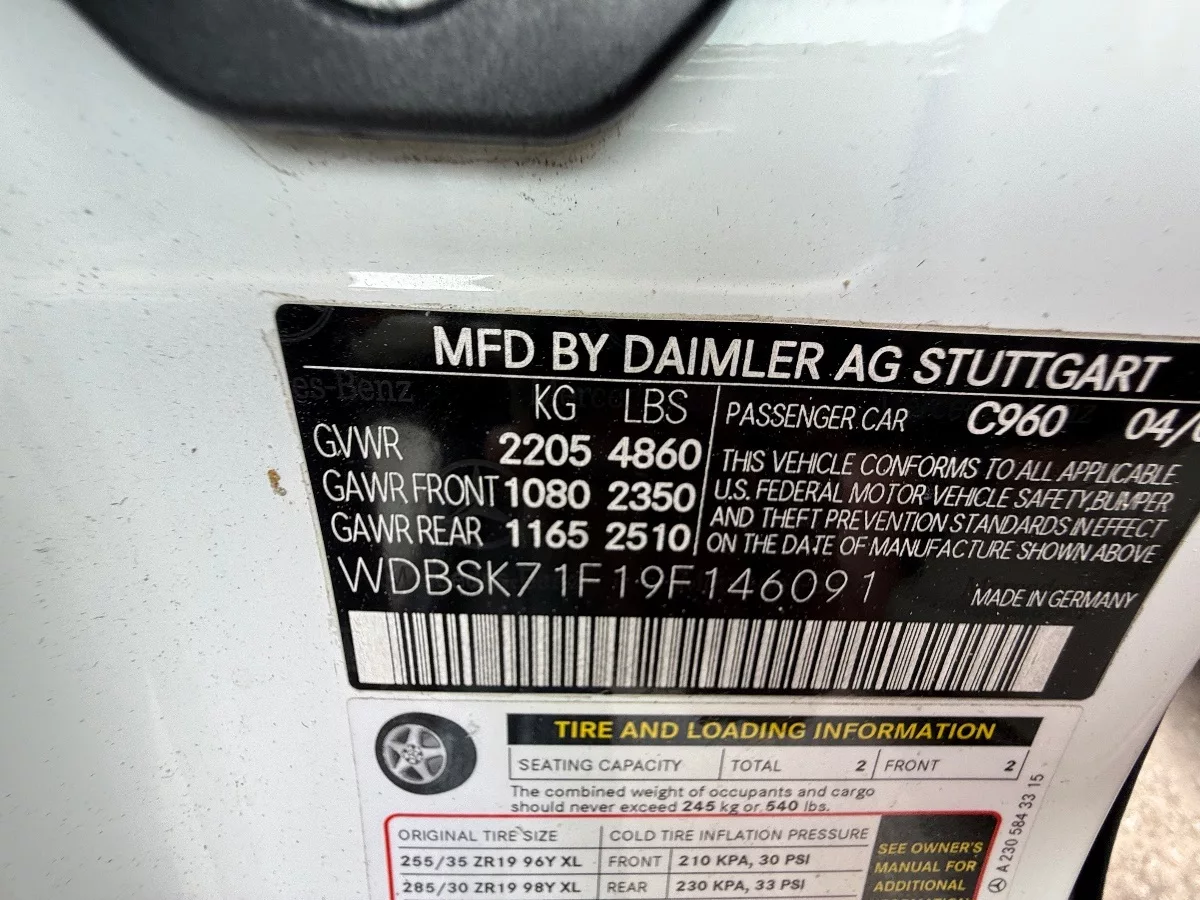 MFD BY DAIMLER AG STUTTGART
KG LBS PASSENGER CAR C960 04/
GVWR 2205 4860
GAWR FRONT 1080 2350
GAWR REAR 1165 2510
THIS VEHICLE CONFORMS TO ALL APPLICABLE
U.S. FEDERAL MOTOR VEHICLE SAFETY,BUMPER
AND THEFT PREVENTION STANDARDS IN EFFECT
ON THE DATE OF MANUFACTURE SHOWN ABOVE
WDBSK71F19F146091
MADE IN GERMANY
TIRE AND LOADING INFORMATION
SEATING CAPACITY TOTAL 2 FRONT 2
The combined weight of occupants and cargo
should never exceed 245 kg or 540 lbs.
ORIGINAL TIRE SIZE COLD TIRE INFLATION PRESSURE
255/35 ZR19 96Y XL FRONT 210 KPA, 30 PSI
285/30 ZR19 98Y XL REAR 230 KPA, 33 PSI
SEE OWNER'S
MANUAL FOR
ADDITIONAL
A 230 584 33 15